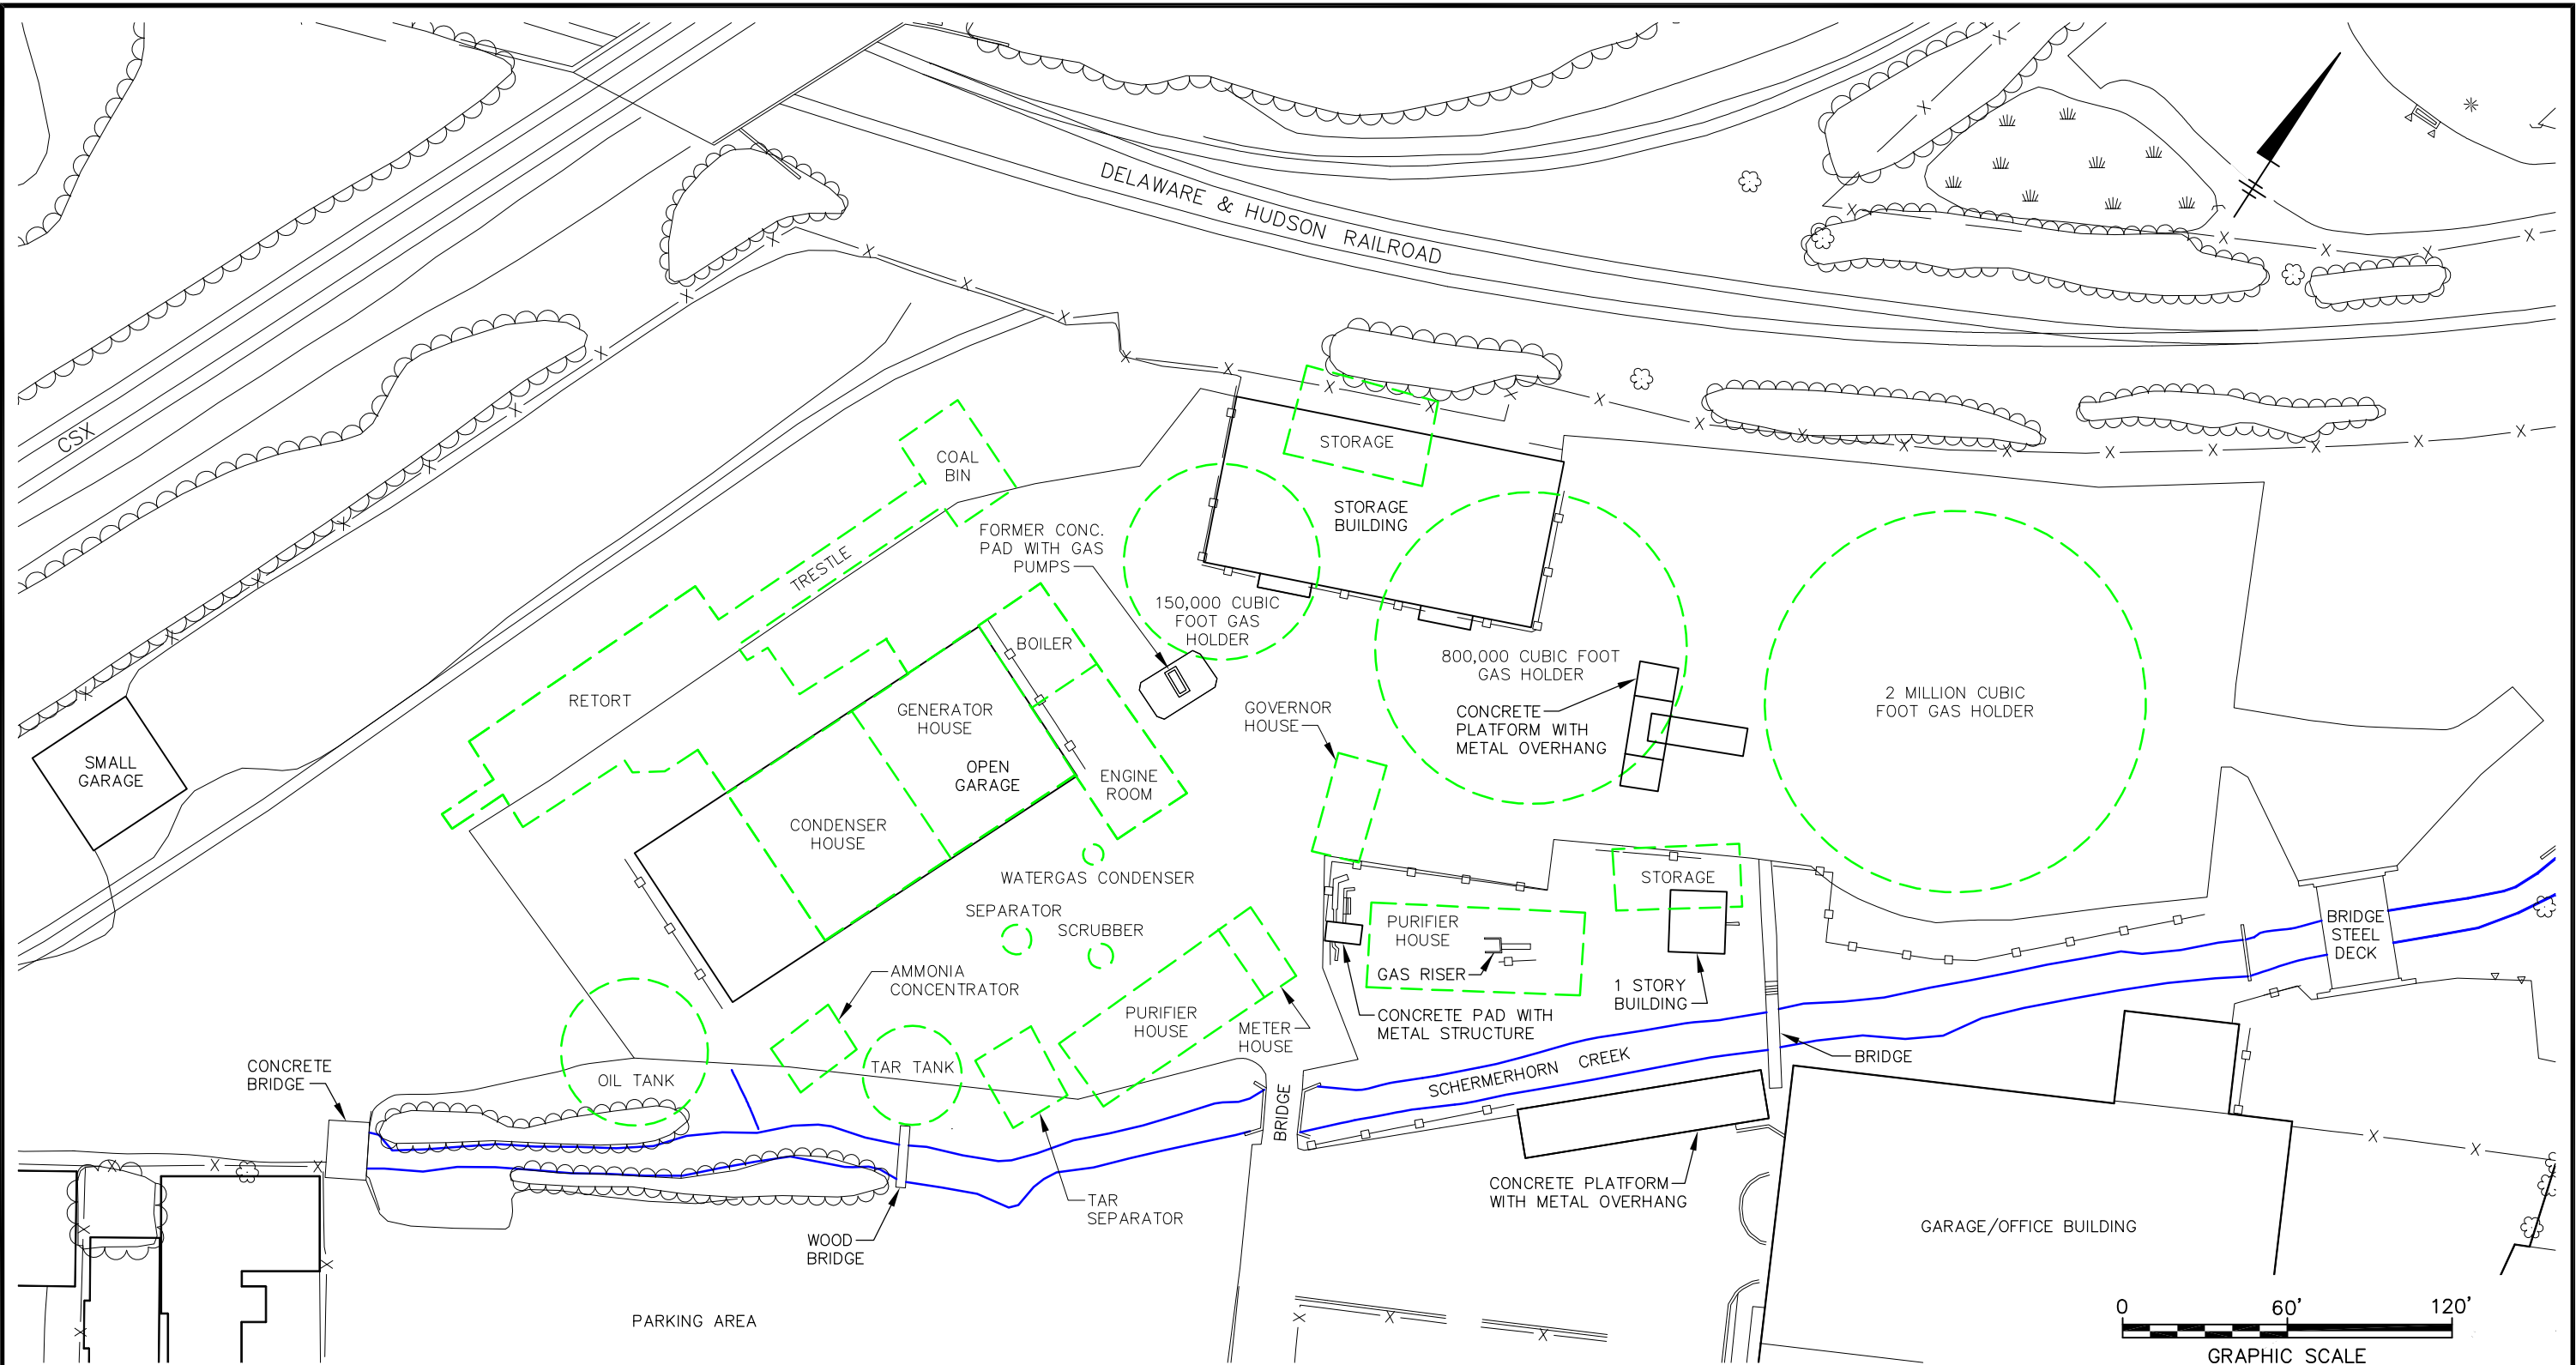 DELAWARE & HUDSON RAILROAD
CSX
COAL
BIN
STORAGE
STORAGE
BUILDING
FORMER CONC.
PAD WITH GAS
PUMPS
TRESTLE
150,000 CUBIC
FOOT GAS
HOLDER
BOILER
RETORT
800,000 CUBIC FOOT
GAS HOLDER
2 MILLION CUBIC
FOOT GAS HOLDER
GENERATOR
HOUSE
GOVERNOR
HOUSE
CONCRETE
PLATFORM WITH
METAL OVERHANG
SMALL
GARAGE
OPEN
GARAGE
ENGINE
ROOM
CONDENSER
HOUSE
WATERGAS CONDENSER
STORAGE
SEPARATOR
SCRUBBER
PURIFIER
HOUSE
BRIDGE
STEEL
DECK
AMMONIA
CONCENTRATOR
GAS RISER
1 STORY
BUILDING
PURIFIER
HOUSE
METER
HOUSE
CONCRETE PAD WITH
METAL STRUCTURE
CONCRETE
BRIDGE
OIL TANK
TAR TANK
SCHERMERHORN CREEK
BRIDGE
BRIDGE
CONCRETE PLATFORM
WITH METAL OVERHANG
TAR
SEPARATOR
WOOD
BRIDGE
GARAGE/OFFICE BUILDING
PARKING AREA
0 60' 120'
GRAPHIC SCALE